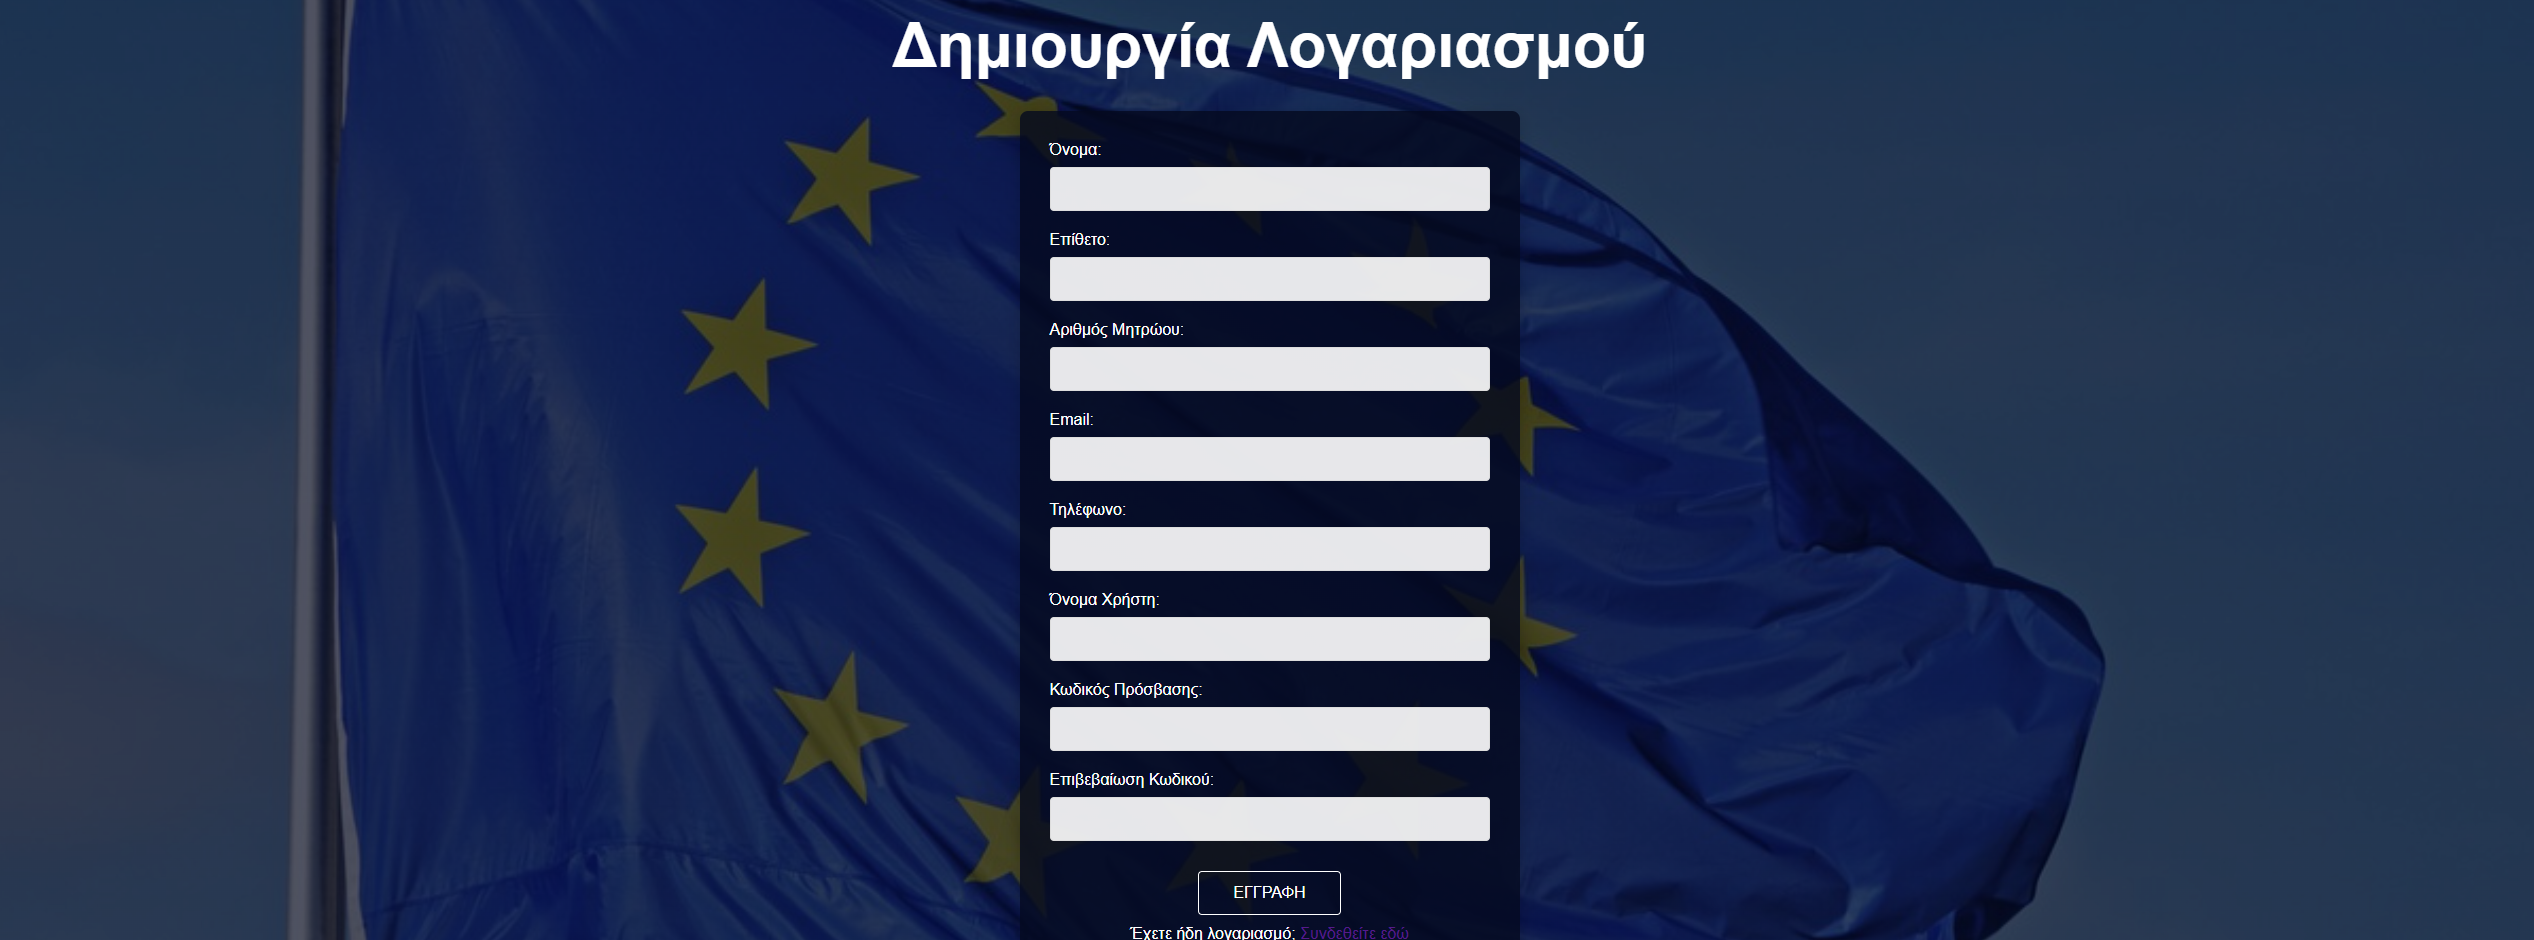 Δημιουργία Λογαριασμού
Όνομα:
Επίθετο:
Αριθμός Μητρώου:
Email:
Τηλέφωνο:
Όνομα Χρήστη:
Κωδικός Πρόσβασης:
Επιβεβαίωση Κωδικού:
ΕΓΓΡΑΦΗ
Έχετε ήδη λογαριασμό; Συνδεθείτε εδώ